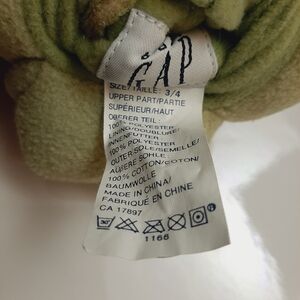 GAP
SIZE/TAILLE: 3/4
UPPER PART/PARTIE
SUPÉRIEUR/HAUT
OBERER TEIL:
100% POLYESTER
LINING/DOUBLURE/
INNENFUTTER
100% POLYESTER
OUTER SOLE/SEMELLE/
ÄUßERE SOHLE
100% COTTON/COTON/
BAUMWOLLE
MADE IN CHINA/
FABRIQUÉ EN CHINE
CA 17897
1166